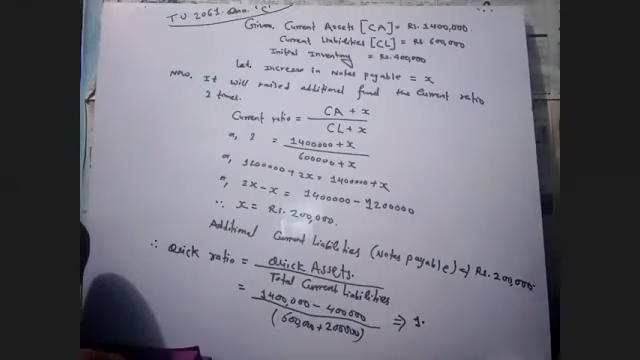 TU 2061. Qno. 'C'
Given, Current Assets [CA] = Rs. 1400,000
Current Liabilities [CL] = Rs 600,000
Initial Inventory = Rs. 400,000
Let, Increase in Notes payable = x
Now, It will raised additional fund the current ratio
2 times.
Current ratio = CA + x / CL + x
or, 2 = 1400000 + x / 600000 + x
or, 1200000 + 2x = 1400000 + x
or, 2x - x = 1400000 - 1200000
∴ x = Rs. 200,000.
Additional Current Liabilities (Notes payable) => Rs. 200,000.
∴ Quick ratio = Quick Assets. / Total Current Liabilities
= 1400,000 - 400000 / (600,000 + 200000) => 1.